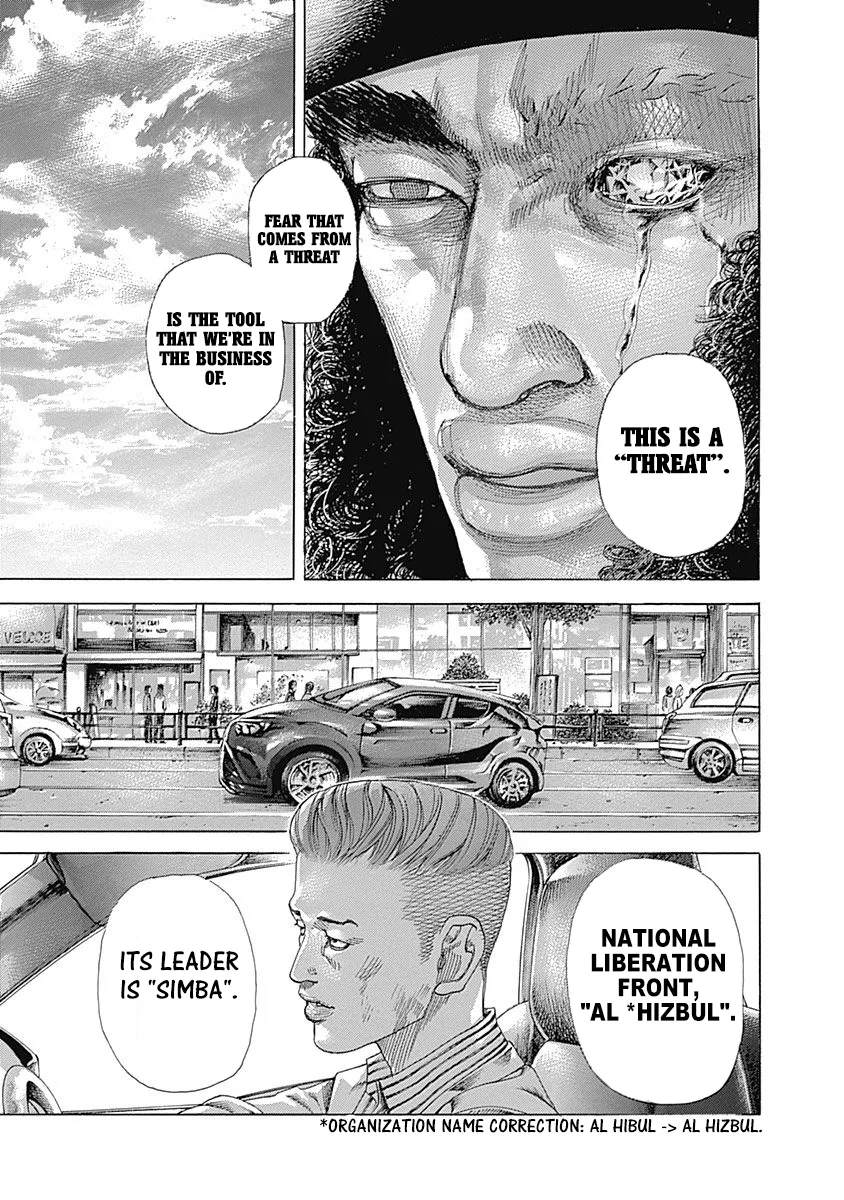 THIS IS A
“THREAT”.
FEAR THAT
COMES FROM
A THREAT
IS THE TOOL
THAT WE'RE IN
THE BUSINESS
OF.
VELOCE
NATIONAL
LIBERATION
FRONT,
"AL *HIZBUL".
ITS LEADER
IS "SIMBA".
*ORGANIZATION NAME CORRECTION: AL HIBUL -> AL HIZBUL.